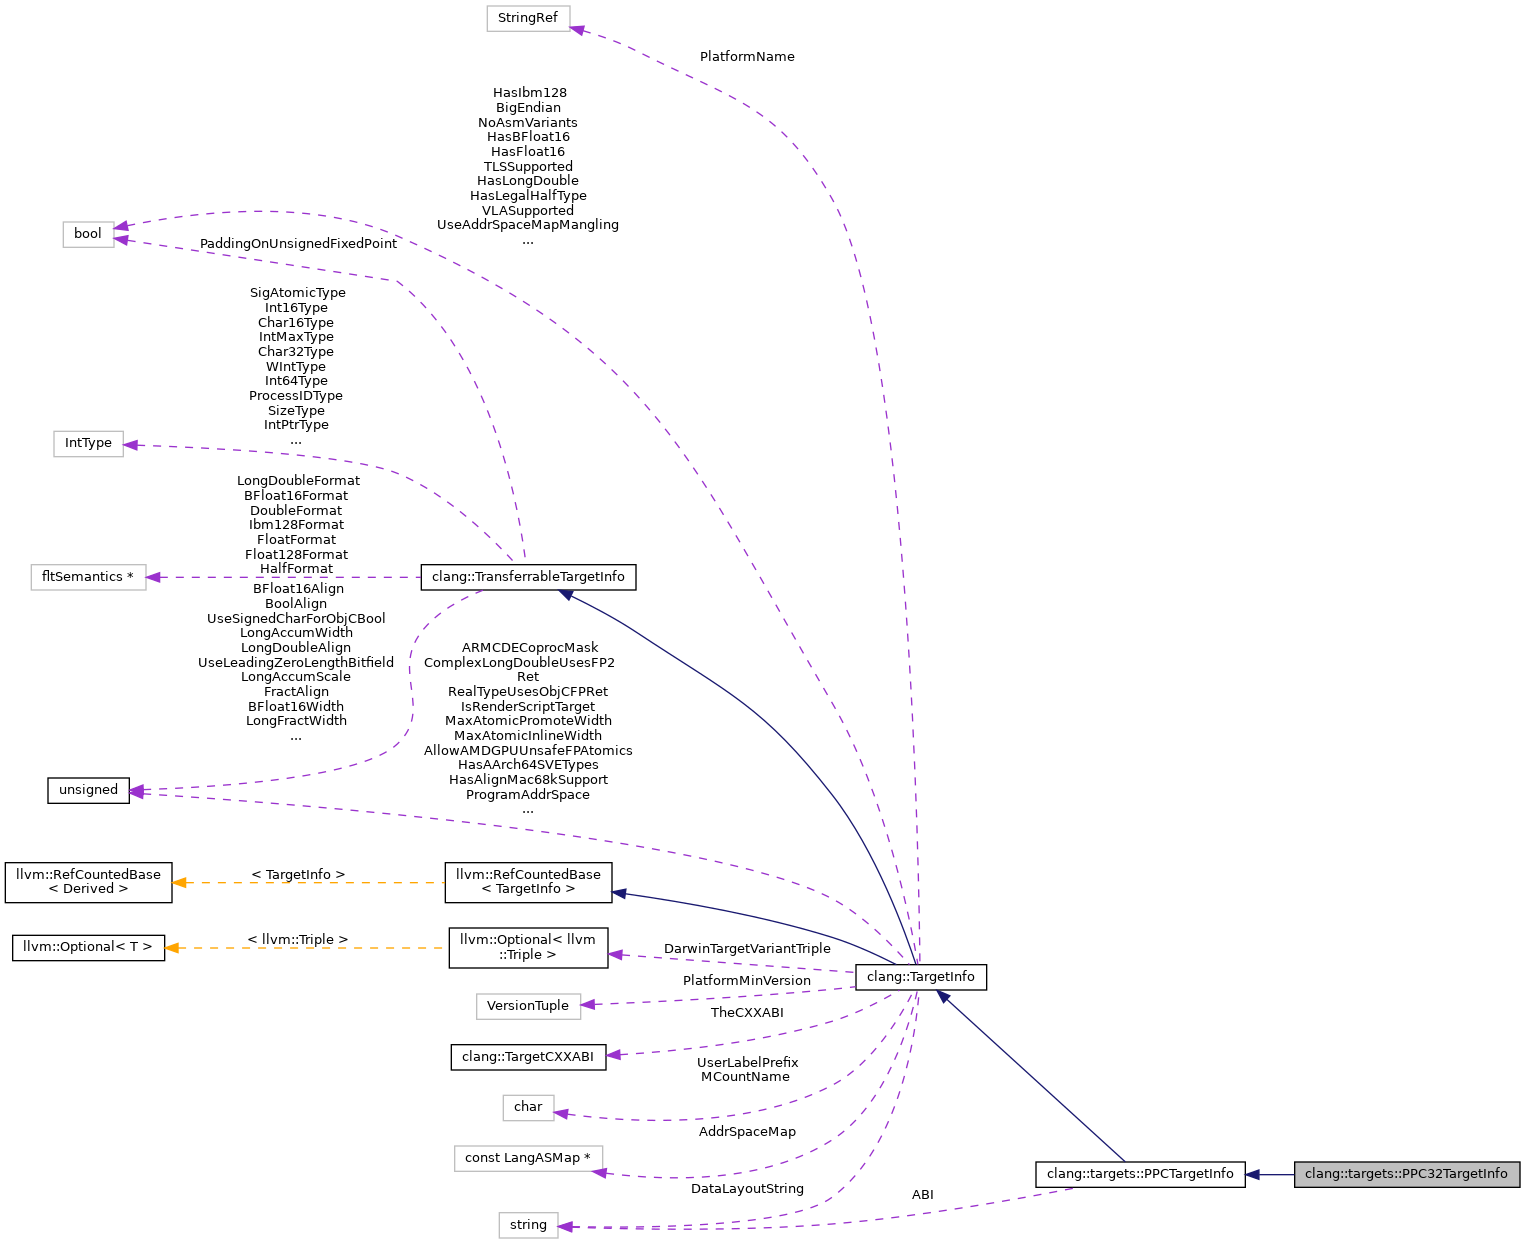 StringRef
PlatformName
HasIbm128
BigEndian
NoAsmVariants
HasBFloat16
HasFloat16
TLSSupported
HasLongDouble
HasLegalHalfType
VLASupported
UseAddrSpaceMapMangling
...
bool
PaddingOnUnsignedFixedPoint
SigAtomicType
Int16Type
Char16Type
IntMaxType
Char32Type
WIntType
Int64Type
ProcessIDType
SizeType
IntPtrType
...
IntType
LongDoubleFormat
BFloat16Format
DoubleFormat
Ibm128Format
FloatFormat
Float128Format
HalfFormat
fltSemantics *
clang::TransferrableTargetInfo
BFloat16Align
BoolAlign
UseSignedCharForObjCBool
LongAccumWidth
LongDoubleAlign
UseLeadingZeroLengthBitfield
LongAccumScale
FractAlign
BFloat16Width
LongFractWidth
...
ARMCDECoprocMask
ComplexLongDoubleUsesFP2
Ret
RealTypeUsesObjCFPRet
IsRenderScriptTarget
MaxAtomicPromoteWidth
MaxAtomicInlineWidth
AllowAMDGPUUnsafeFPAtomics
HasAArch64SVETypes
HasAlignMac68kSupport
ProgramAddrSpace
...
unsigned
llvm::RefCountedBase
< Derived >
< TargetInfo >
llvm::RefCountedBase
< TargetInfo >
llvm::Optional< T >
< llvm::Triple >
llvm::Optional< llvm
::Triple >
DarwinTargetVariantTriple
clang::TargetInfo
PlatformMinVersion
VersionTuple
TheCXXABI
clang::TargetCXXABI
UserLabelPrefix
MCountName
char
AddrSpaceMap
const LangASMap *
clang::targets::PPCTargetInfo
clang::targets::PPC32TargetInfo
DataLayoutString
ABI
string